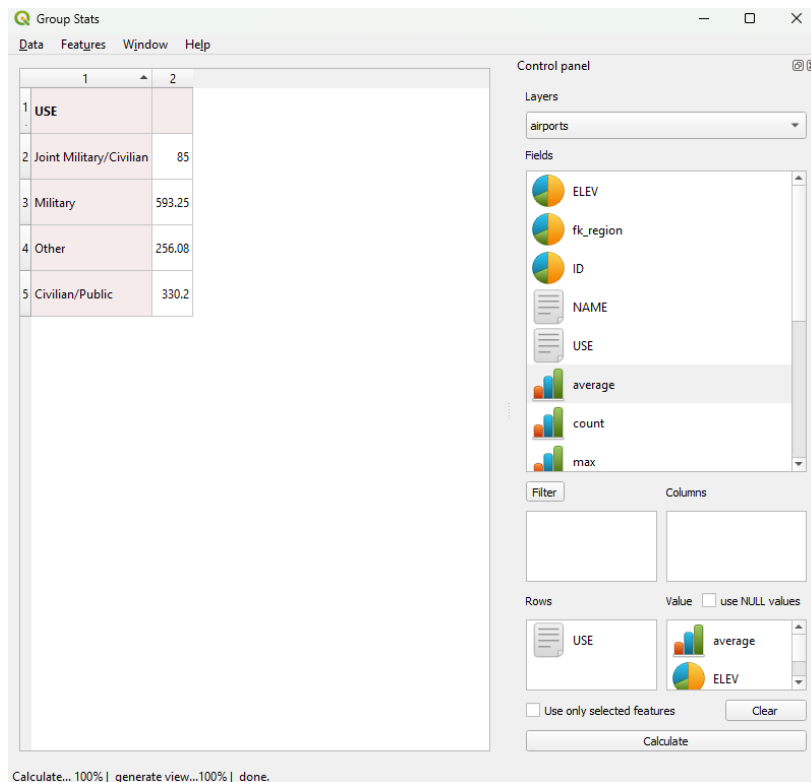 Group Stats
Data Features Window Help
1 2
1 USE
2 Joint Military/Civilian 85
3 Military 593.25
4 Other 256.08
5 Civilian/Public 330.2
Control panel
Layers
airports
Fields
ELEV
fk_region
ID
NAME
USE
average
count
max
Filter Columns
Rows Value use NULL values
USE average
ELEV
Use only selected features Clear
Calculate
Calculate... 100% | generate view...100% | done.